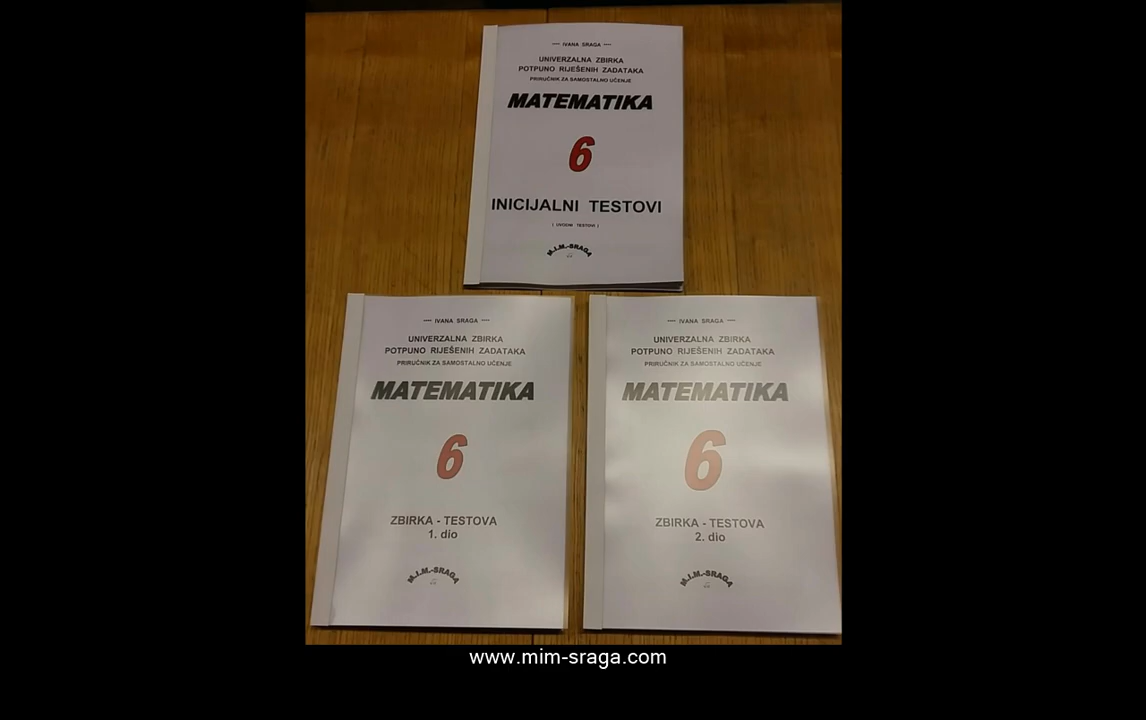 ---- IVANA SRAGA ----
UNIVERZALNA ZBIRKA
POTPUNO RIJEŠENIH ZADATAKA
PRIRUČNIK ZA SAMOSTALNO UČENJE
MATEMATIKA
6
INICIJALNI TESTOVI
( UVODNI TESTOVI )
M.I.M.-SRAGA
---- IVANA SRAGA ----
UNIVERZALNA ZBIRKA
POTPUNO RIJEŠENIH ZADATAKA
PRIRUČNIK ZA SAMOSTALNO UČENJE
MATEMATIKA
6
ZBIRKA - TESTOVA
1. dio
M.I.M.-SRAGA
---- IVANA SRAGA ----
UNIVERZALNA ZBIRKA
POTPUNO RIJEŠENIH ZADATAKA
PRIRUČNIK ZA SAMOSTALNO UČENJE
MATEMATIKA
6
ZBIRKA - TESTOVA
2. dio
M.I.M.-SRAGA
www.mim-sraga.com